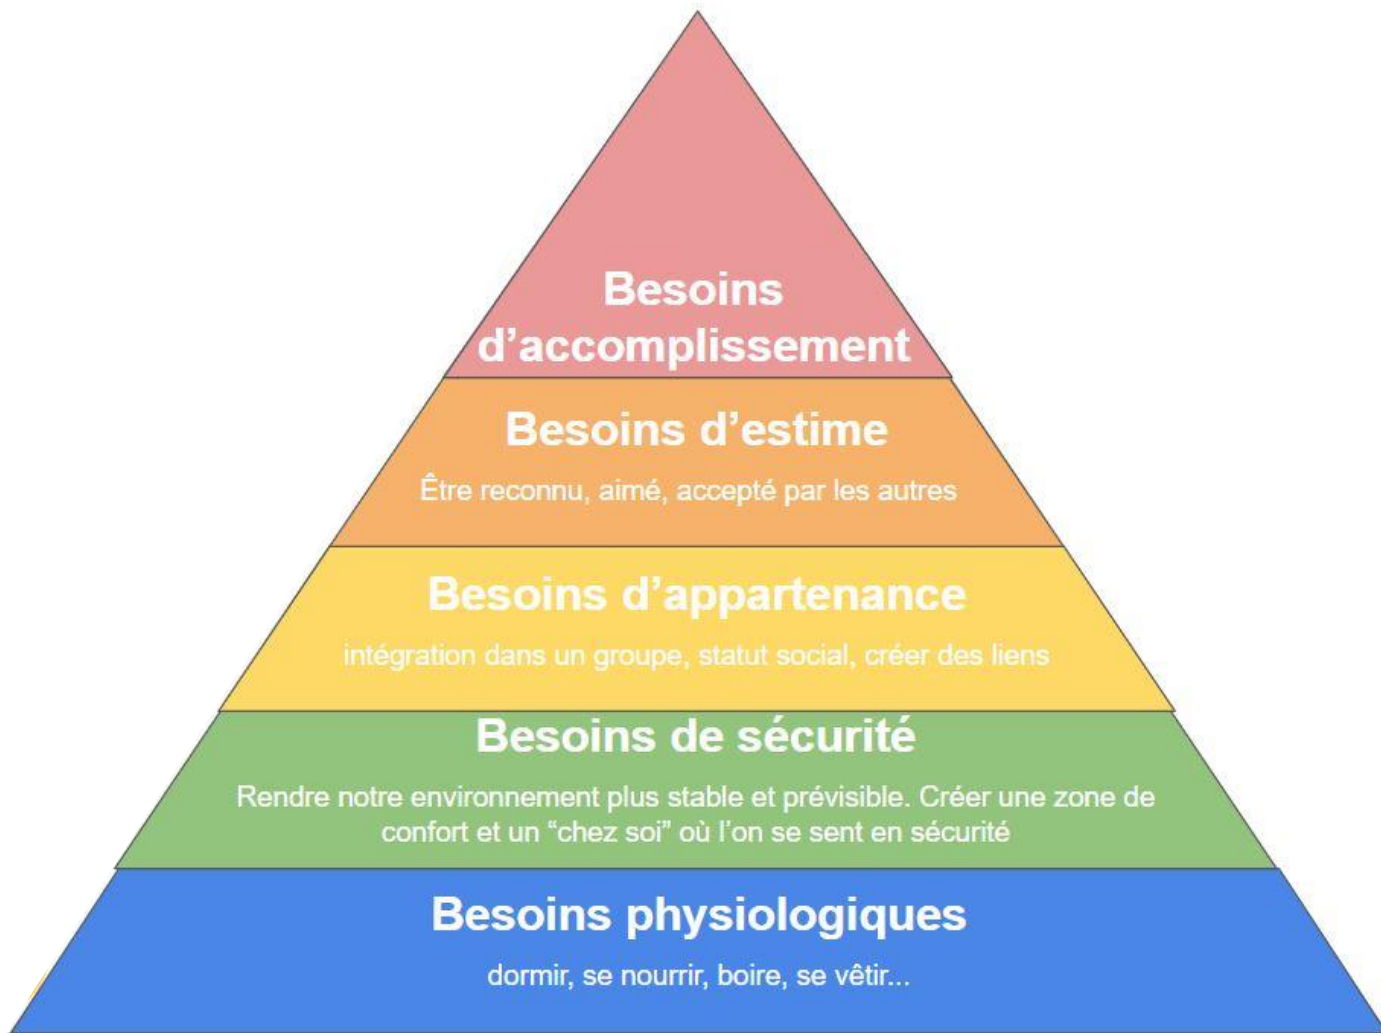 Besoins
d’accomplissement
Besoins d’estime
Être reconnu, aimé, accepté par les autres
Besoins d’appartenance
intégration dans un groupe, statut social, créer des liens
Besoins de sécurité
Rendre notre environnement plus stable et prévisible. Créer une zone de
confort et un “chez soi” où l’on se sent en sécurité
Besoins physiologiques
dormir, se nourrir, boire, se vêtir...